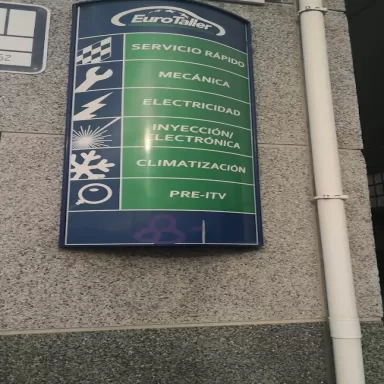 EuroTaller
SERVICIO RÁPIDO
MECÁNICA
ELECTRICIDAD
INYECCIÓN/
ELECTRÓNICA
CLIMATIZACIÓN
PRE-ITV